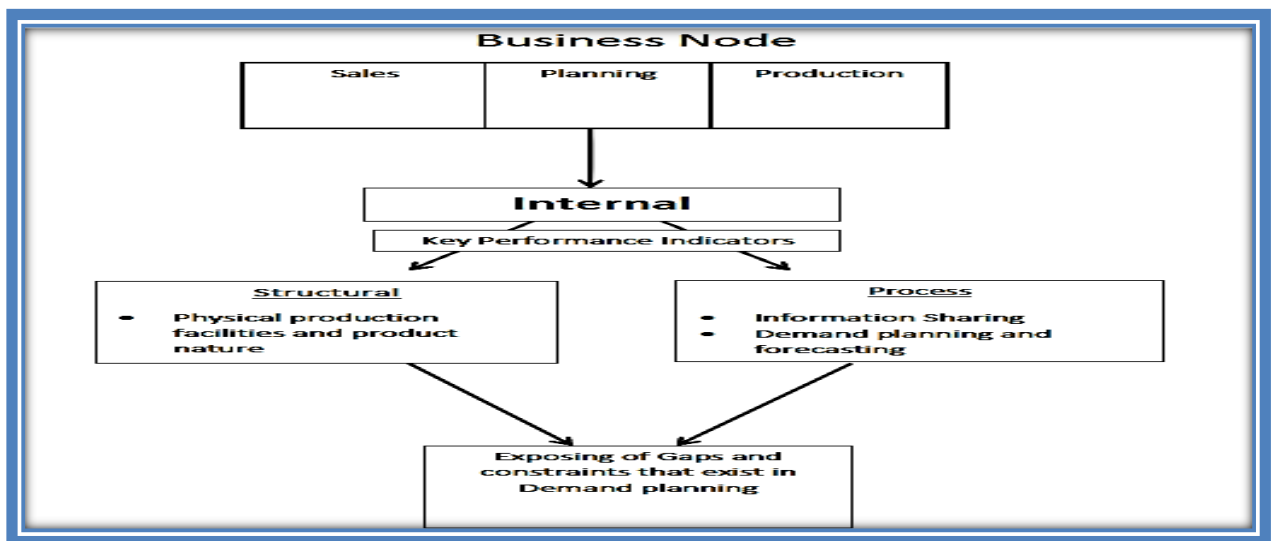 Business Node
Sales
Planning
Production
Internal
Key Performance Indicators
Structural
• Physical production
facilities and product
nature
Process
• Information Sharing
• Demand planning and
forecasting
Exposing of Gaps and
constraints that exist in
Demand planning